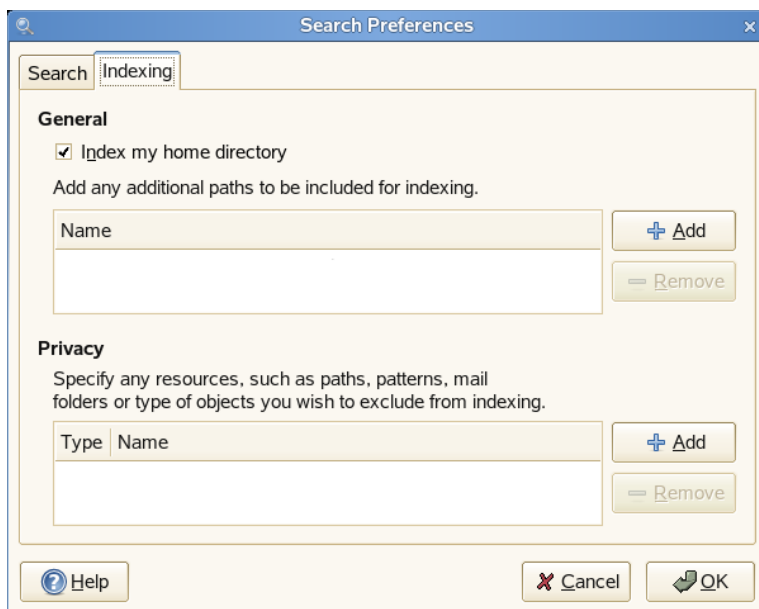 Search Preferences
Search
Indexing
General
Index my home directory
Add any additional paths to be included for indexing.
Name
Add
Remove
Privacy
Specify any resources, such as paths, patterns, mail
folders or type of objects you wish to exclude from indexing.
Type Name
Add
Remove
Help
Cancel
OK